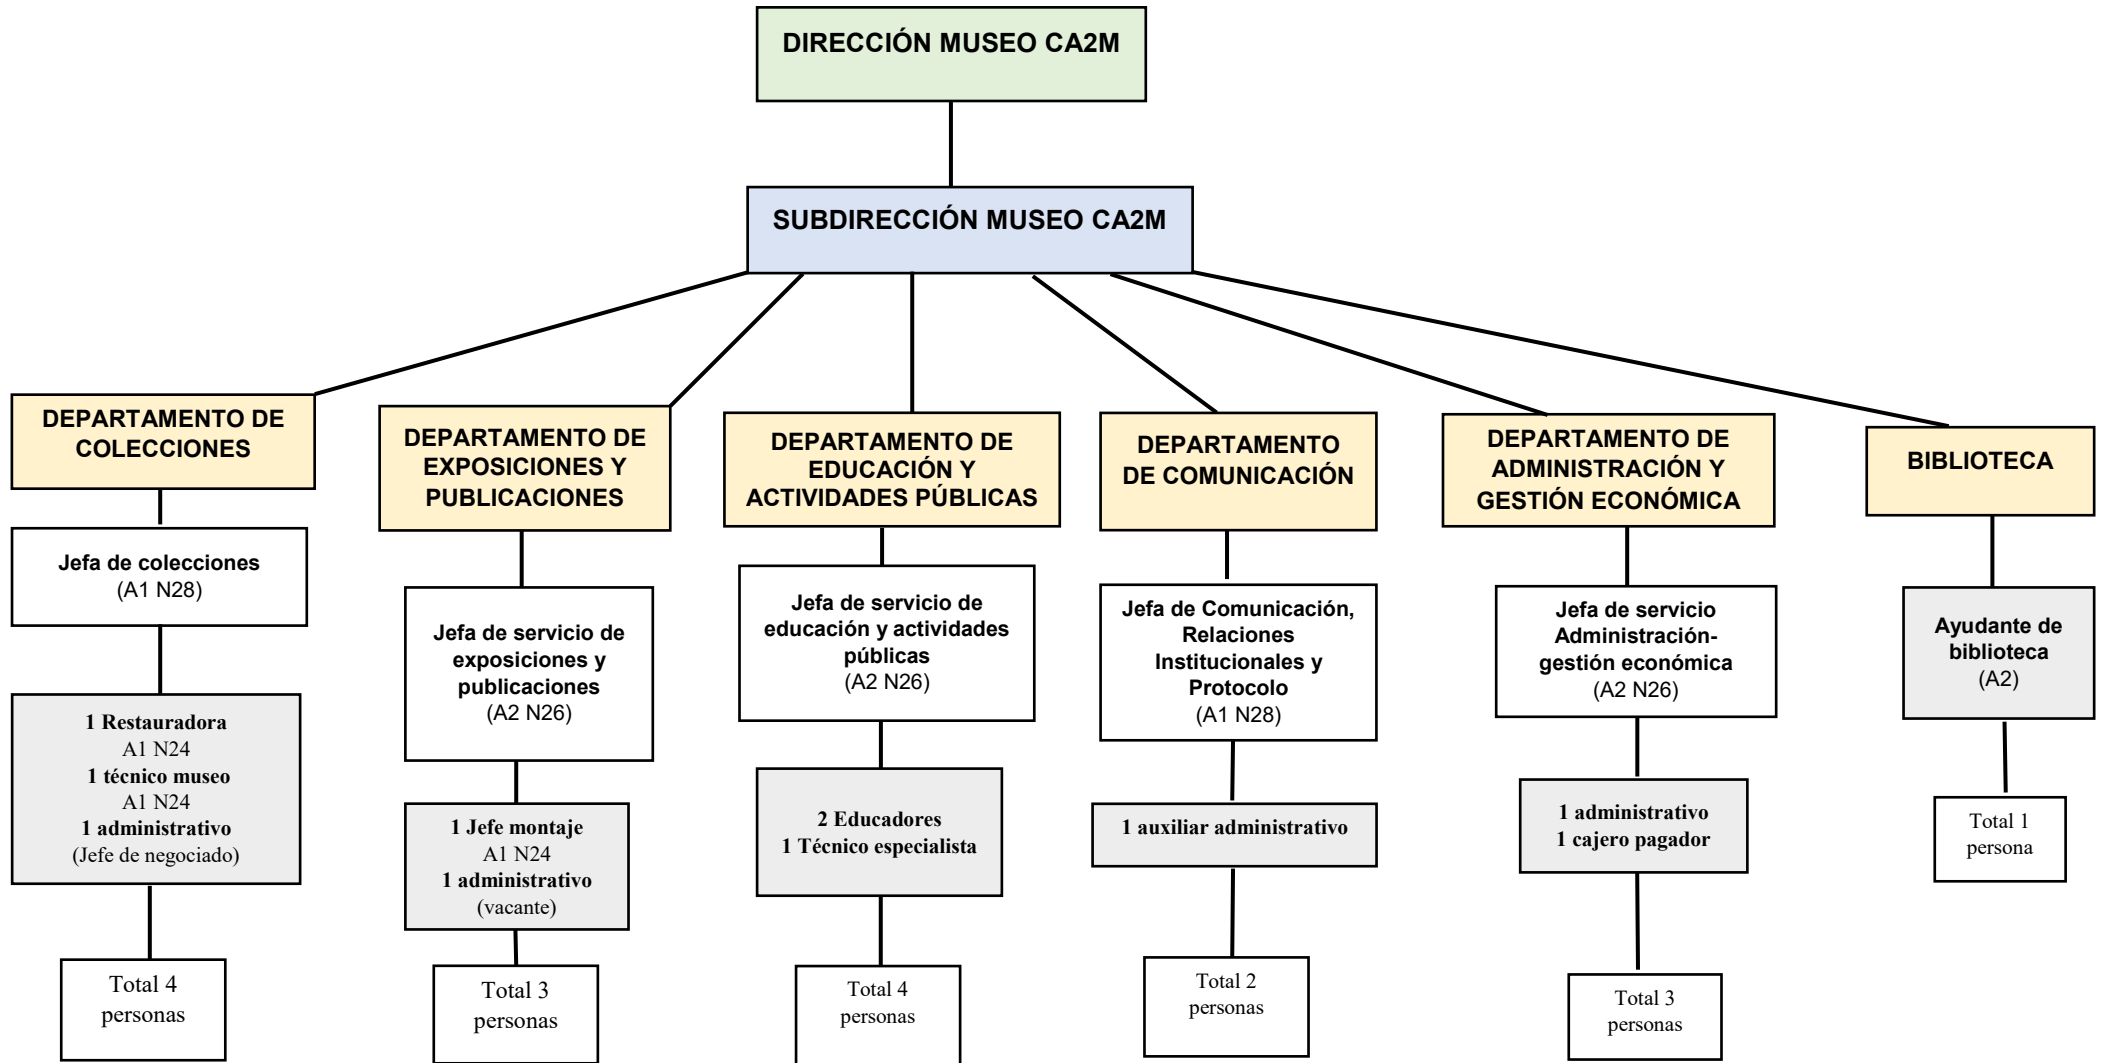 DIRECCIÓN MUSEO CA2M
SUBDIRECCIÓN MUSEO CA2M
DEPARTAMENTO DE
COLECCIONES
Jefa de colecciones
(A1 N28)
1 Restauradora
A1 N24
1 técnico museo
A1 N24
1 administrativo
(Jefe de negociado)
Total 4
personas
DEPARTAMENTO DE
EXPOSICIONES Y
PUBLICACIONES
Jefa de servicio de
exposiciones y
publicaciones
(A2 N26)
1 Jefe montaje
A1 N24
1 administrativo
(vacante)
Total 3
personas
DEPARTAMENTO DE
EDUCACIÓN Y
ACTIVIDADES PÚBLICAS
Jefa de servicio de
educación y actividades
públicas
(A2 N26)
2 Educadores
1 Técnico especialista
Total 4
personas
DEPARTAMENTO
DE COMUNICACIÓN
Jefa de Comunicación,
Relaciones
Institucionales y
Protocolo
(A1 N28)
1 auxiliar administrativo
Total 2
personas
DEPARTAMENTO DE
ADMINISTRACIÓN Y
GESTIÓN ECONÓMICA
Jefa de servicio
Administración-
gestión económica
(A2 N26)
1 administrativo
1 cajero pagador
Total 3
personas
BIBLIOTECA
Ayudante de
biblioteca
(A2)
Total 1
persona